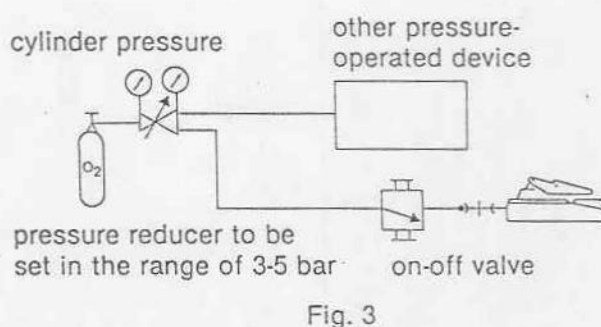 cylinder pressure
other pressure-
operated device
O₂
pressure reducer to be
set in the range of 3-5 bar
on-off valve
Fig. 3